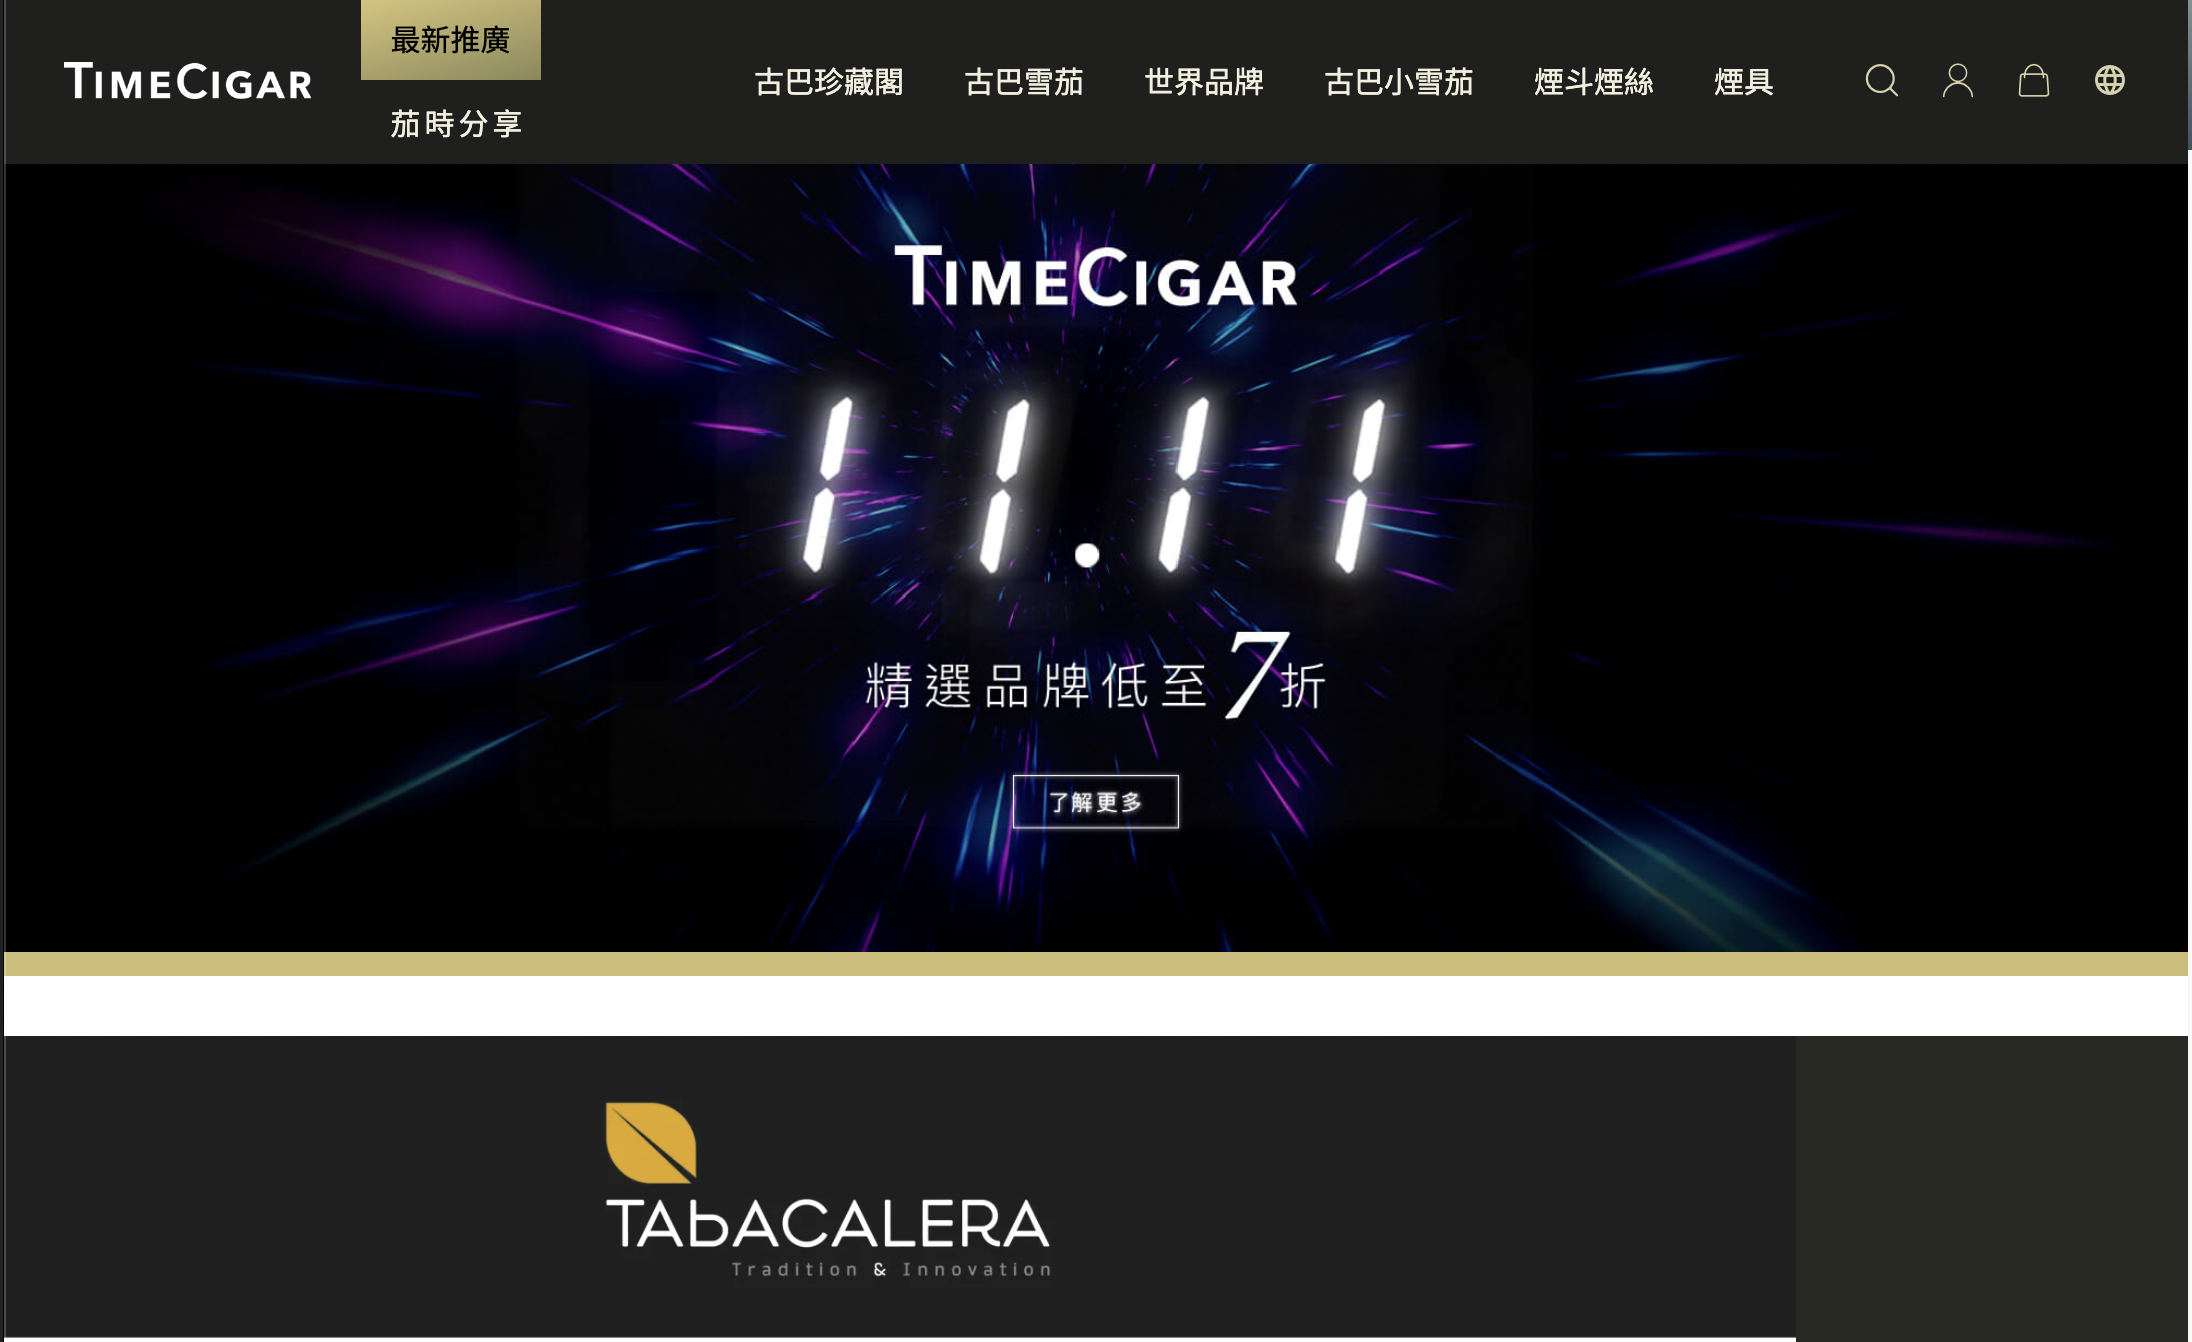 TIMECIGAR
最新推廣
茄時分享
古巴珍藏閣
古巴雪茄
世界品牌
古巴小雪茄
煙斗煙絲
煙具
TIMECIGAR
11.11
精選品牌低至7折
了解更多
TAbACALERA
Tradition & Innovation